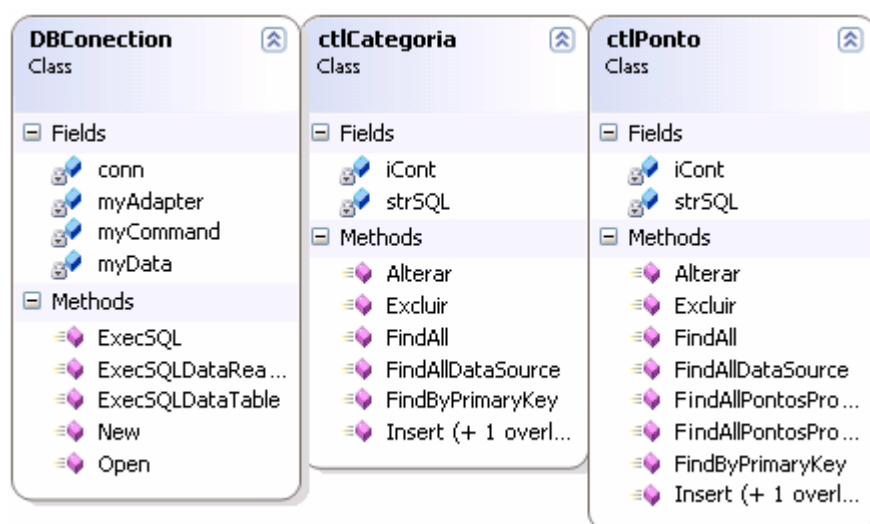 DBConection
Class
Fields
conn
myAdapter
myCommand
myData
Methods
ExecSQL
ExecSQLDataRea...
ExecSQLDataTable
New
Open
ctlCategoria
Class
Fields
iCont
strSQL
Methods
Alterar
Excluir
FindAll
FindAllDataSource
FindByPrimaryKey
Insert (+ 1 overl...
ctlPonto
Class
Fields
iCont
strSQL
Methods
Alterar
Excluir
FindAll
FindAllDataSource
FindAllPontosPro...
FindAllPontosPro...
FindByPrimaryKey
Insert (+ 1 overl...